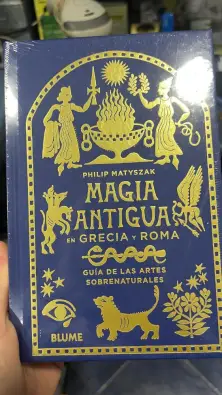 PHILIP MATYSZAK
MAGIA
ANTIGUA
EN GRECIA Y ROMA
GUÍA DE LAS ARTES
SOBRENATURALES
BLUME